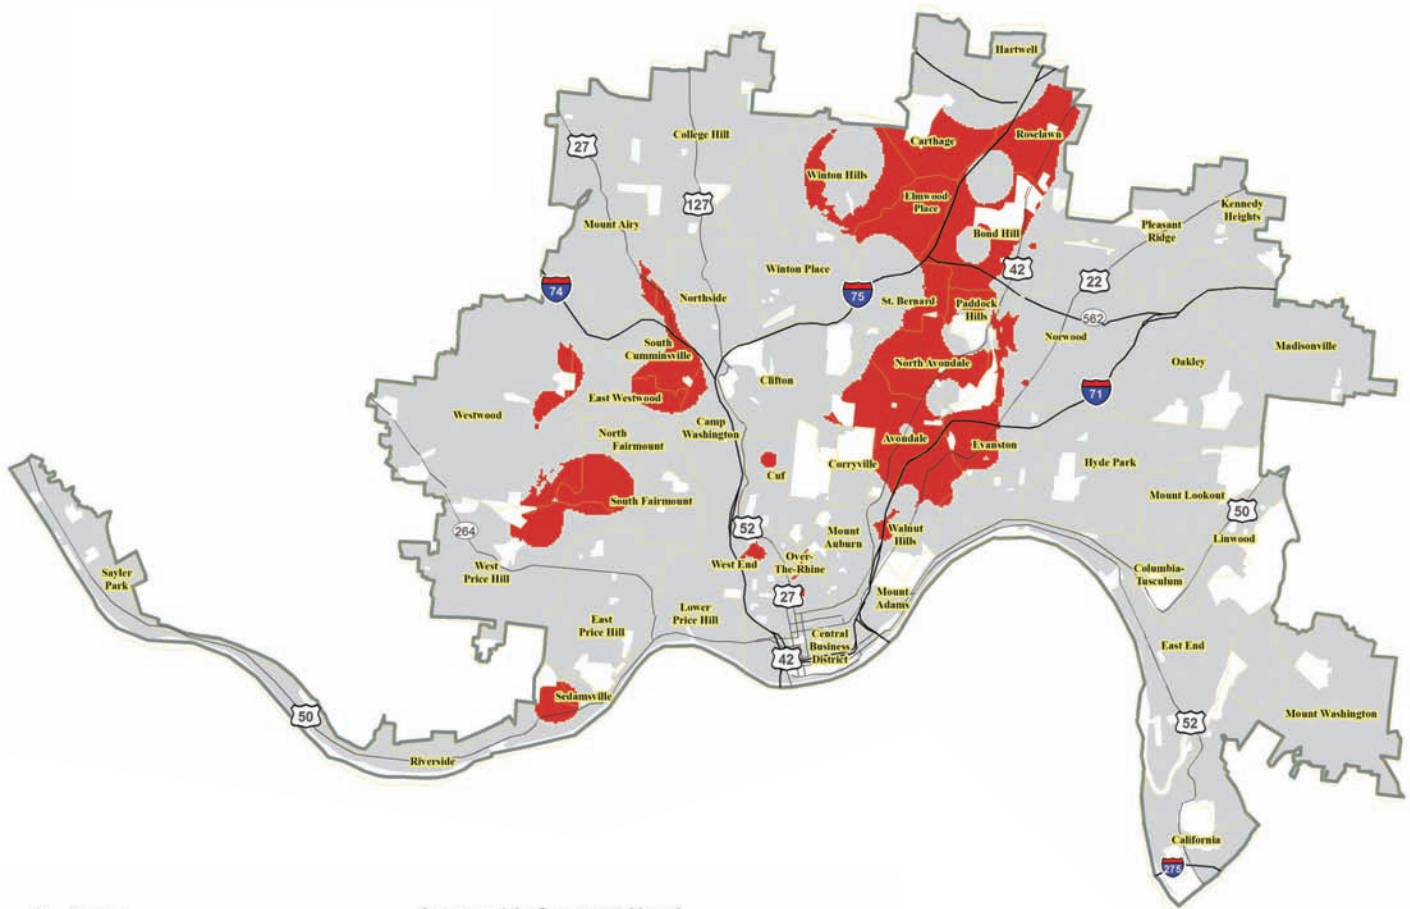 Hartwell
College Hill
27
Carthage
Roselawn
Winton Hills
127
Elmwood
Place
Kennedy
Heights
Mount Airy
Bond Hill
Pleasant
Ridge
Winton Place
42
22
74
Northside
75
St. Bernard
Paddock
Hills
562
Norwood
South
Cumminsville
Madisonville
Oakley
North Avondale
Clifton
71
East Westwood
Westwood
Camp
Washington
North
Fairmount
Avondale
Evanston
Corryville
Hyde Park
Cuf
South Fairmount
Mount Lookout
50
264
52
Mount
Auburn
Walnut
Hills
Linwood
West End
Over-
The-Rhine
West
Price Hill
Columbia-
Tusculum
Sayler
Park
27
Mount
Adams
Lower
Price Hill
East
Price Hill
Central
Business
District
42
East End
Sedamsville
50
52
Mount Washington
Riverside
California
275